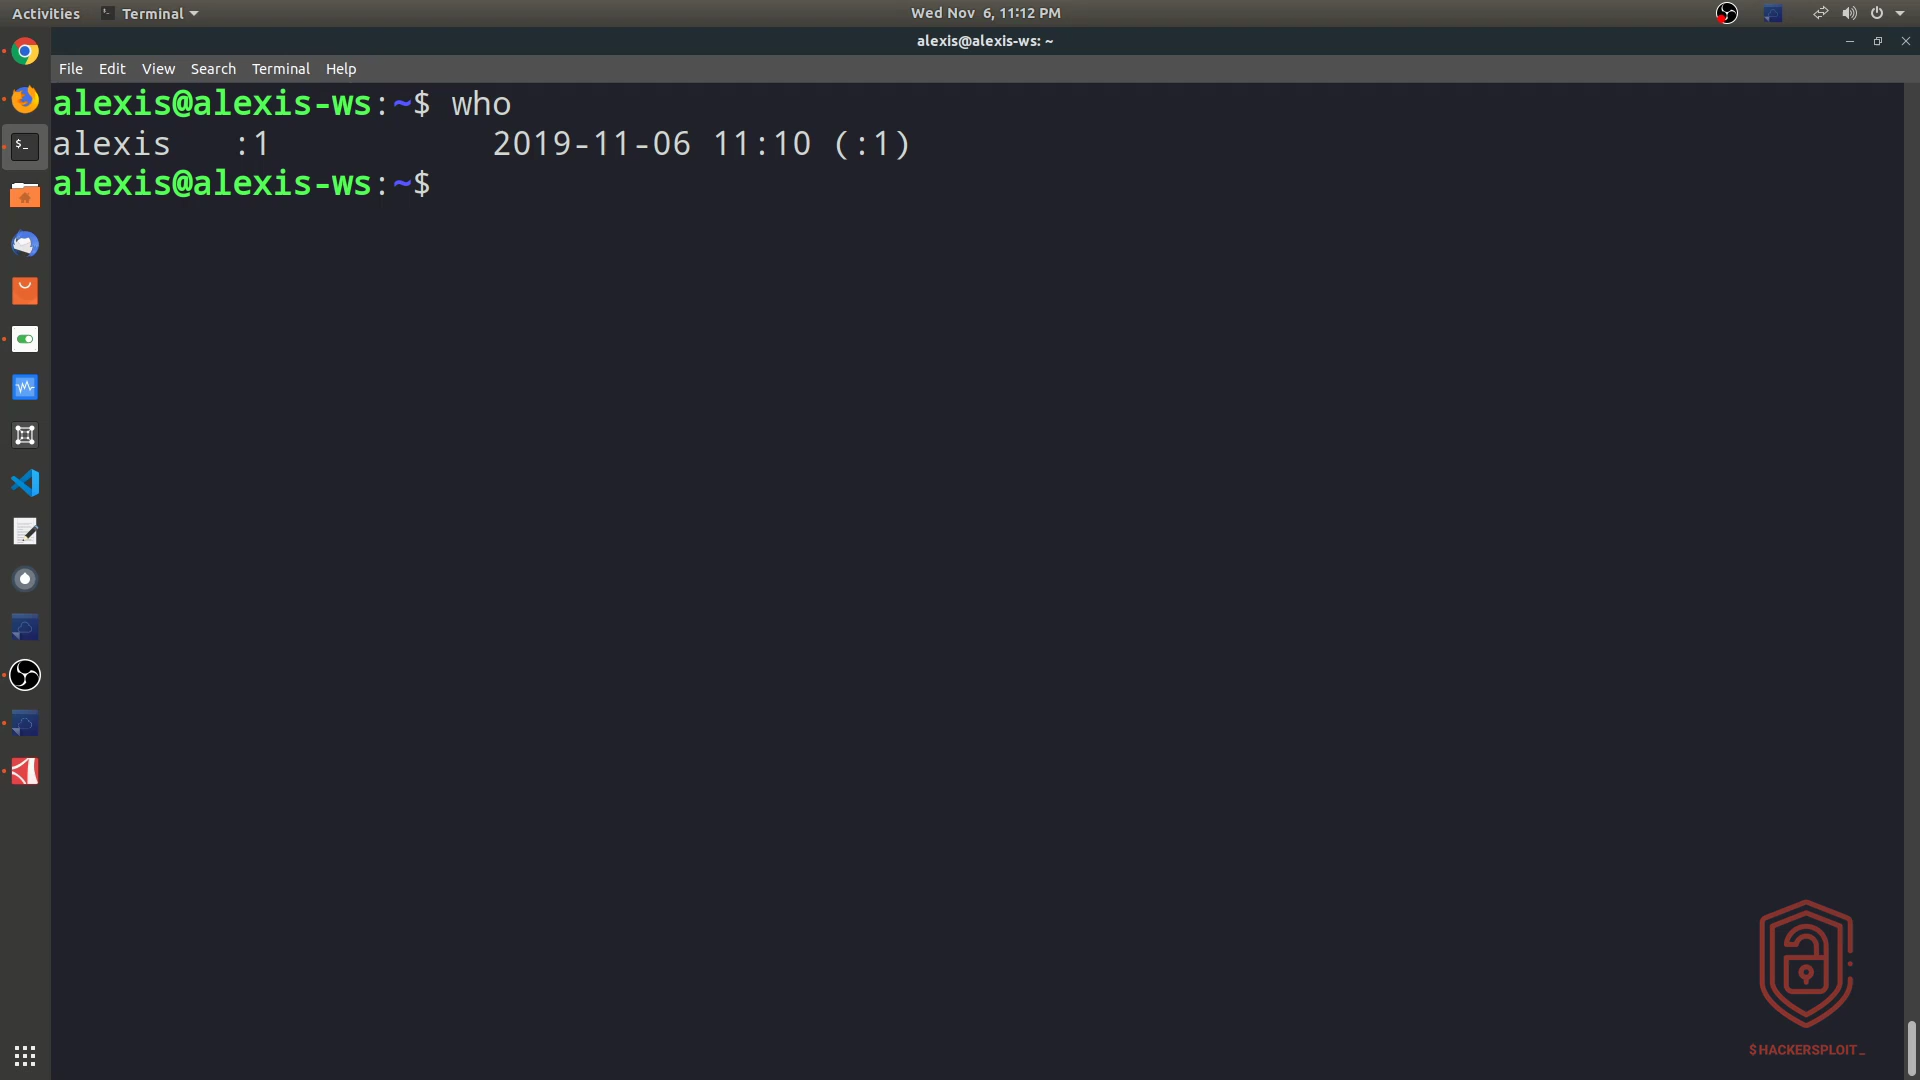 Activities Terminal Wed Nov 6, 11:12 PM
alexis@alexis-ws: ~
File Edit View Search Terminal Help
alexis@alexis-ws:~$ who
alexis   :1           2019-11-06 11:10 (:1)
alexis@alexis-ws:~$
$HACKERSPLOIT_